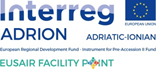 Interreg
EUROPEAN UNION
ADRION ADRIATIC-IONIAN
European Regional Development Fund - Instrument for Pre-Accession II Fund
EUSAIR FACILITY POINT